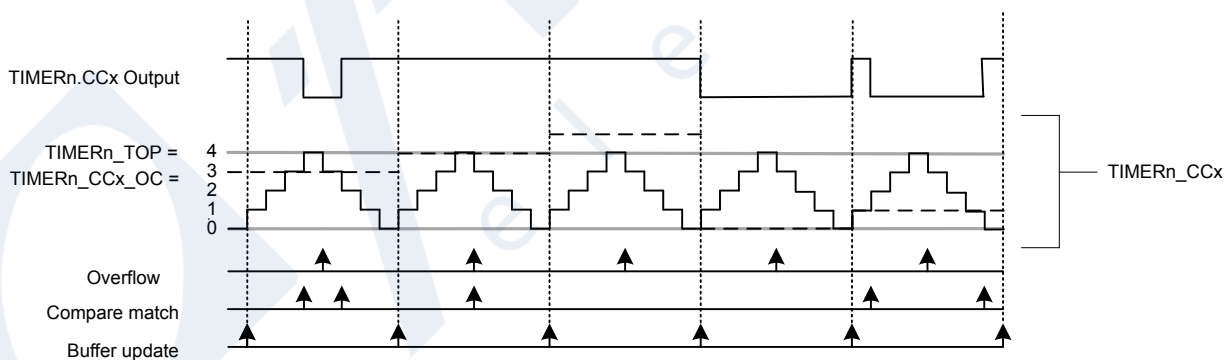 TIMERn.CCx Output
TIMERn_TOP = 4
TIMERn_CCx_OC = 3
2
1
0
TIMERn_CCx
Overflow
Compare match
Buffer update